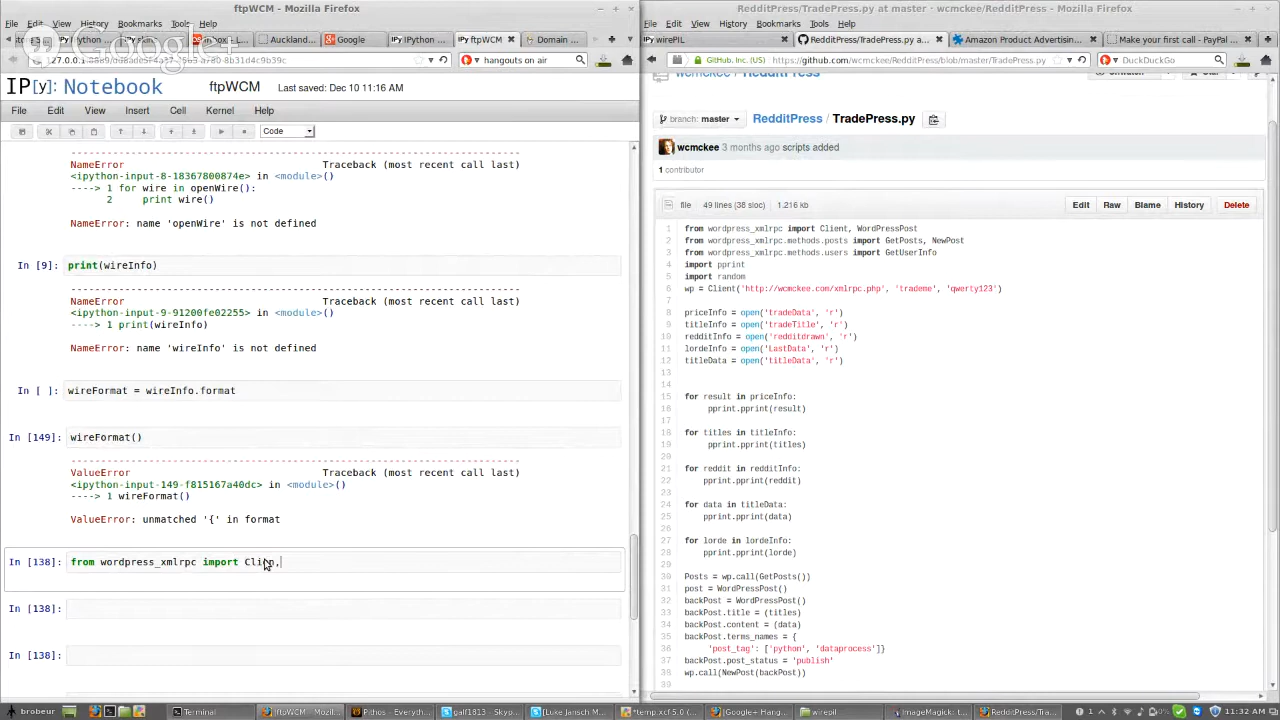 ftpWCM - Mozilla Firefox
File Edit View History Bookmarks Tools Help
Google+
Auckland...
Google
IP[y] IPython ...
IP[y] ftpWCM
Domain ...
hangouts on air
IP[y]: Notebook ftpWCM Last saved: Dec 10 11:16 AM
File Edit View Insert Cell Kernel Help
Code
NameError Traceback (most recent call last)
<ipython-input-8-18367800874e> in <module>()
----> 1 for wire in openWire():
2 print wire()
NameError: name 'openWire' is not defined
In [9]: print(wireInfo)
NameError Traceback (most recent call last)
<ipython-input-9-91200fe02255> in <module>()
----> 1 print(wireInfo)
NameError: name 'wireInfo' is not defined
In [ ]: wireFormat = wireInfo.format
In [149]: wireFormat()
ValueError Traceback (most recent call last)
<ipython-input-149-f815167a40dc> in <module>()
----> 1 wireFormat()
ValueError: unmatched '{' in format
In [138]: from wordpress_xmlrpc import Clien,
In [138]:
In [138]:
RedditPress/TradePress.py at master · wcmckee/RedditPress - Mozilla Firefox
File Edit View History Bookmarks Tools Help
IP[y] wirePIL
RedditPress/TradePress.py a...
Amazon Product Advertising...
Make your first call - PayPal ...
GitHub, Inc. (US) https://github.com/wcmckee/RedditPress/blob/master/TradePress.py
DuckDuckGo
wcmckee / RedditPress
branch: master RedditPress / TradePress.py
wcmckee 3 months ago scripts added
1 contributor
file 49 lines (38 sloc) 1.216 kb Edit Raw Blame History Delete
1 from wordpress_xmlrpc import Client, WordPressPost
2 from wordpress_xmlrpc.methods.posts import GetPosts, NewPost
3 from wordpress_xmlrpc.methods.users import GetUserInfo
4 import pprint
5 import random
6 wp = Client('http://wcmckee.com/xmlrpc.php', 'trademe', 'qwerty123')
7
8 priceInfo = open('tradeData', 'r')
9 titleInfo = open('tradeTitle', 'r')
10 redditInfo = open('redditdrawn', 'r')
11 lordeInfo = open('LastData', 'r')
12 titleData = open('titleData', 'r')
13
14
15 for result in priceInfo:
16 pprint.pprint(result)
17
18 for titles in titleInfo:
19 pprint.pprint(titles)
20
21 for reddit in redditInfo:
22 pprint.pprint(reddit)
23
24 for data in titleData:
25 pprint.pprint(data)
26
27 for lorde in lordeInfo:
28 pprint.pprint(lorde)
29
30 Posts = wp.call(GetPosts())
31 post = WordPressPost()
32 backPost = WordPressPost()
33 backPost.title = (titles)
34 backPost.content = (data)
35 backPost.terms_names = {
36 'post_tag': ['python', 'dataprocess']}
37 backPost.post_status = 'publish'
38 wp.call(NewPost(backPost))
39
brobeur
Terminal
[ftpWCM - Mozill...
Pithos - Everyth...
galf1813 - Skyo...
[Luke Jansch M...
*temp.xcf 5.0 (...
[Google+ Hang...
wirepil
ImageMagick: t...
RedditPress/Tra...
11:32 AM